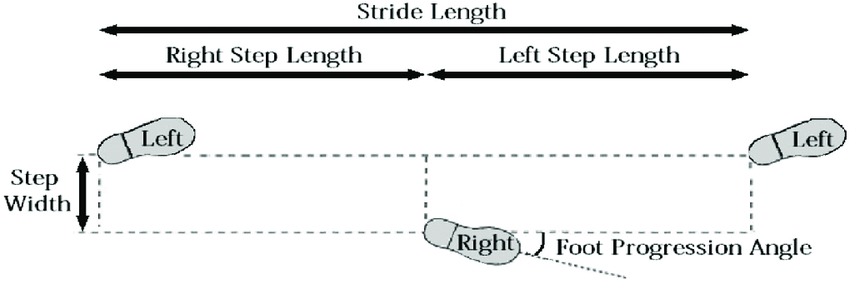 Stride Length
Right Step Length
Left Step Length
Left
Left
Step
Width
Right
Foot Progression Angle